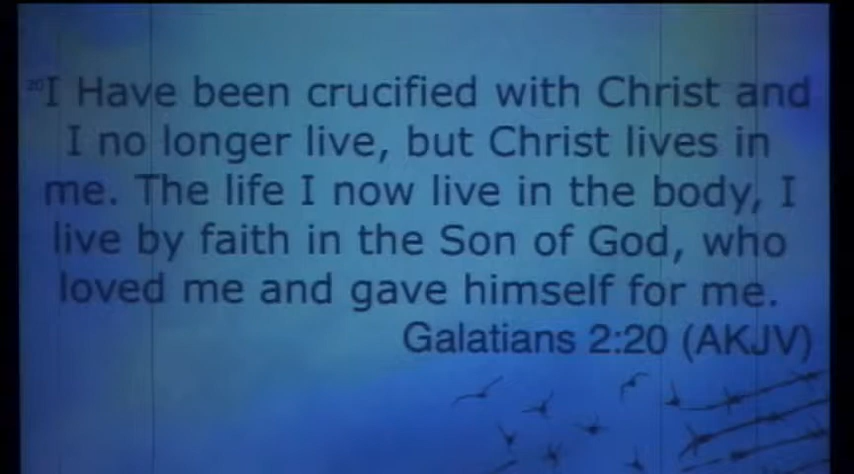 20I Have been crucified with Christ and
I no longer live, but Christ lives in
me. The life I now live in the body, I
live by faith in the Son of God, who
loved me and gave himself for me.
Galatians 2:20 (AKJV)